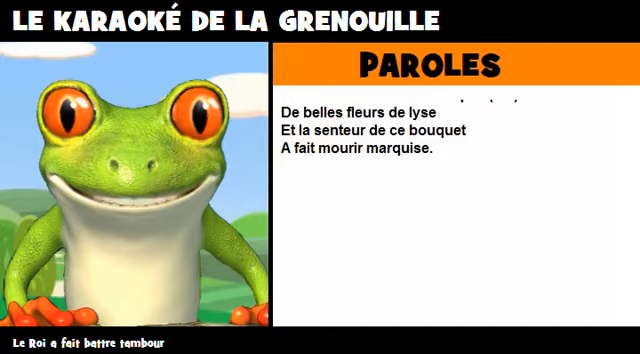 LE KARAOKÉ DE LA GRENOUILLE
PAROLES
De belles fleurs de lyse
Et la senteur de ce bouquet
A fait mourir marquise.
Le Roi a fait battre tambour